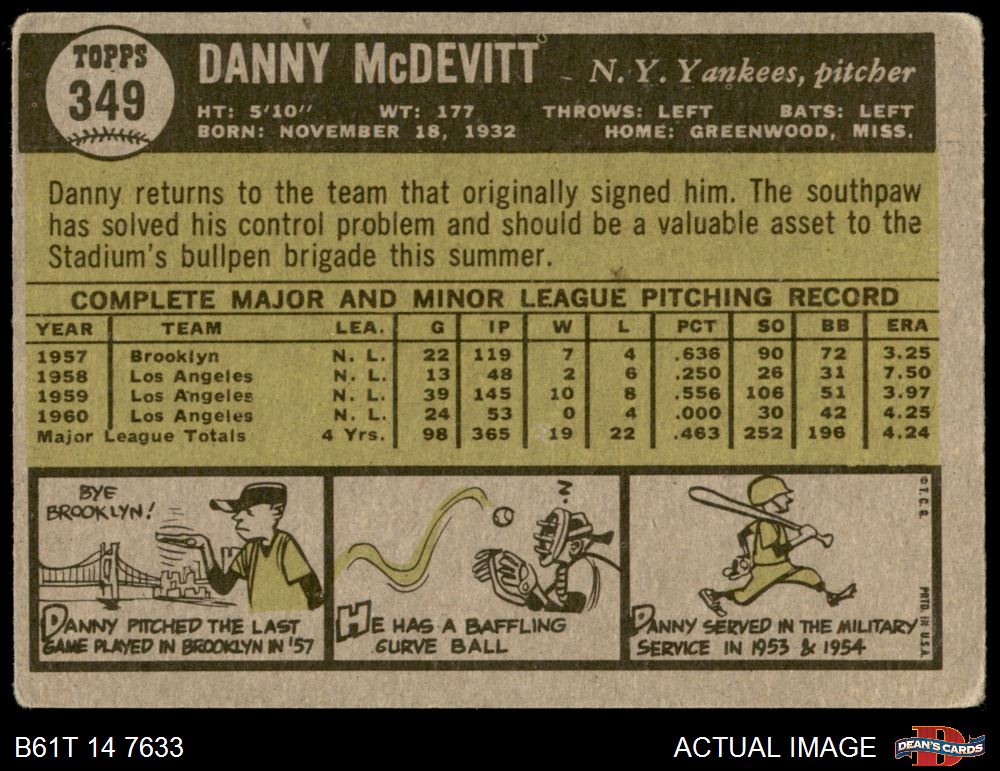 TOPPS
349
DANNY McDEVITT
N. Y. Yankees, pitcher
HT: 5'10" WT: 177 THROWS: LEFT BATS: LEFT
BORN: NOVEMBER 18, 1932 HOME: GREENWOOD, MISS.
Danny returns to the team that originally signed him. The southpaw
has solved his control problem and should be a valuable asset to the
Stadium's bullpen brigade this summer.
COMPLETE MAJOR AND MINOR LEAGUE PITCHING RECORD
YEAR TEAM LEA. G IP W L PCT SO BB ERA
1957 Brooklyn N. L. 22 119 7 4 .636 90 72 3.25
1958 Los Angeles N. L. 13 48 2 6 .250 26 31 7.50
1959 Los Angeles N. L. 39 145 10 8 .556 106 51 3.97
1960 Los Angeles N. L. 24 53 0 4 .000 30 42 4.25
Major League Totals 4 Yrs. 98 365 19 22 .463 252 196 4.24
BYE
BROOKLYN!
DANNY PITCHED THE LAST
GAME PLAYED IN BROOKLYN IN '57
HE HAS A BAFFLING
CURVE BALL
DANNY SERVED IN THE MILITARY
SERVICE IN 1953 & 1954
© T. C. G.
PRTD. IN U.S.A.
B61T 14 7633
ACTUAL IMAGE
DEAN'S CARDS